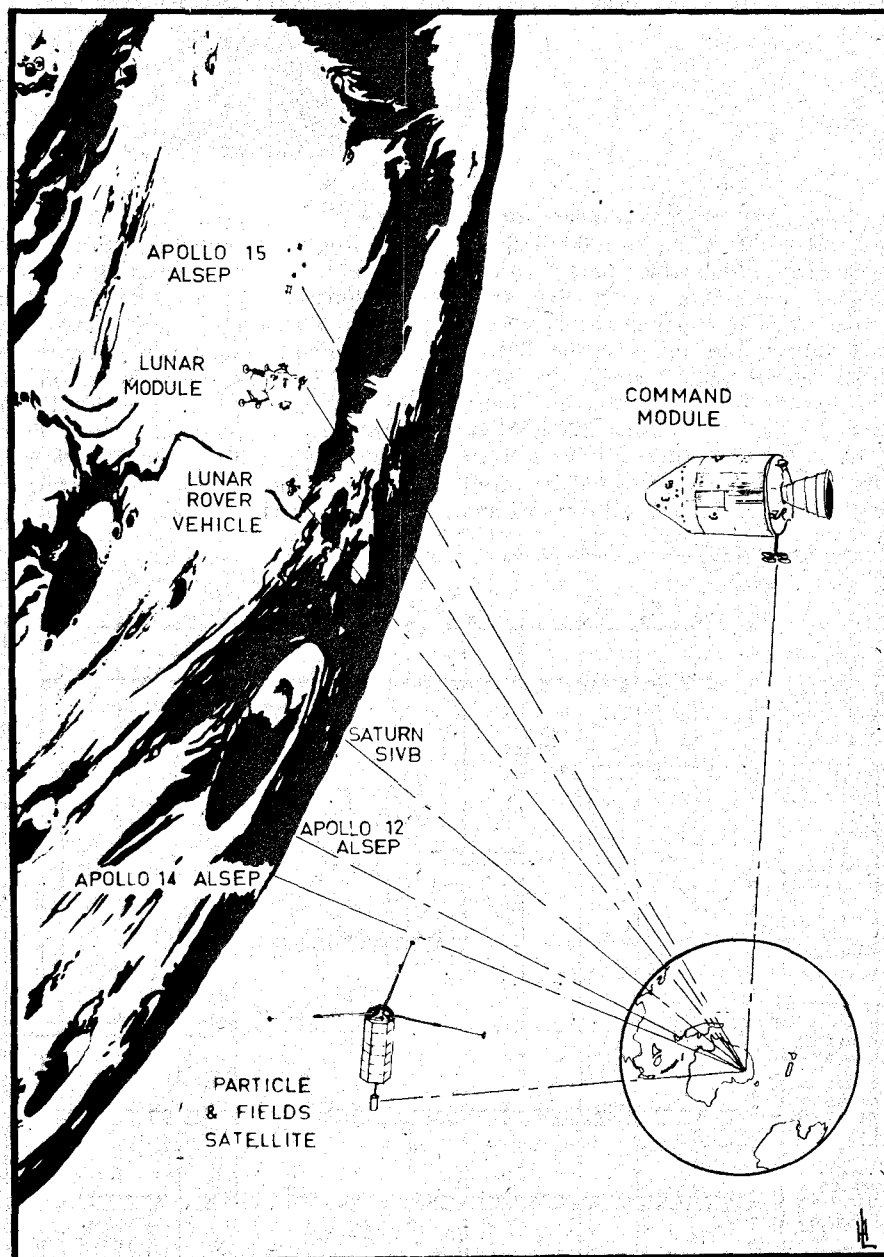 APOLLO 15
ALSEP
LUNAR
MODULE
COMMAND
MODULE
LUNAR
ROVER
VEHICLE
SATURN
SIVB
APOLLO 12
ALSEP
APOLLO 14 ALSEP
PARTICLE
& FIELDS
SATELLITE